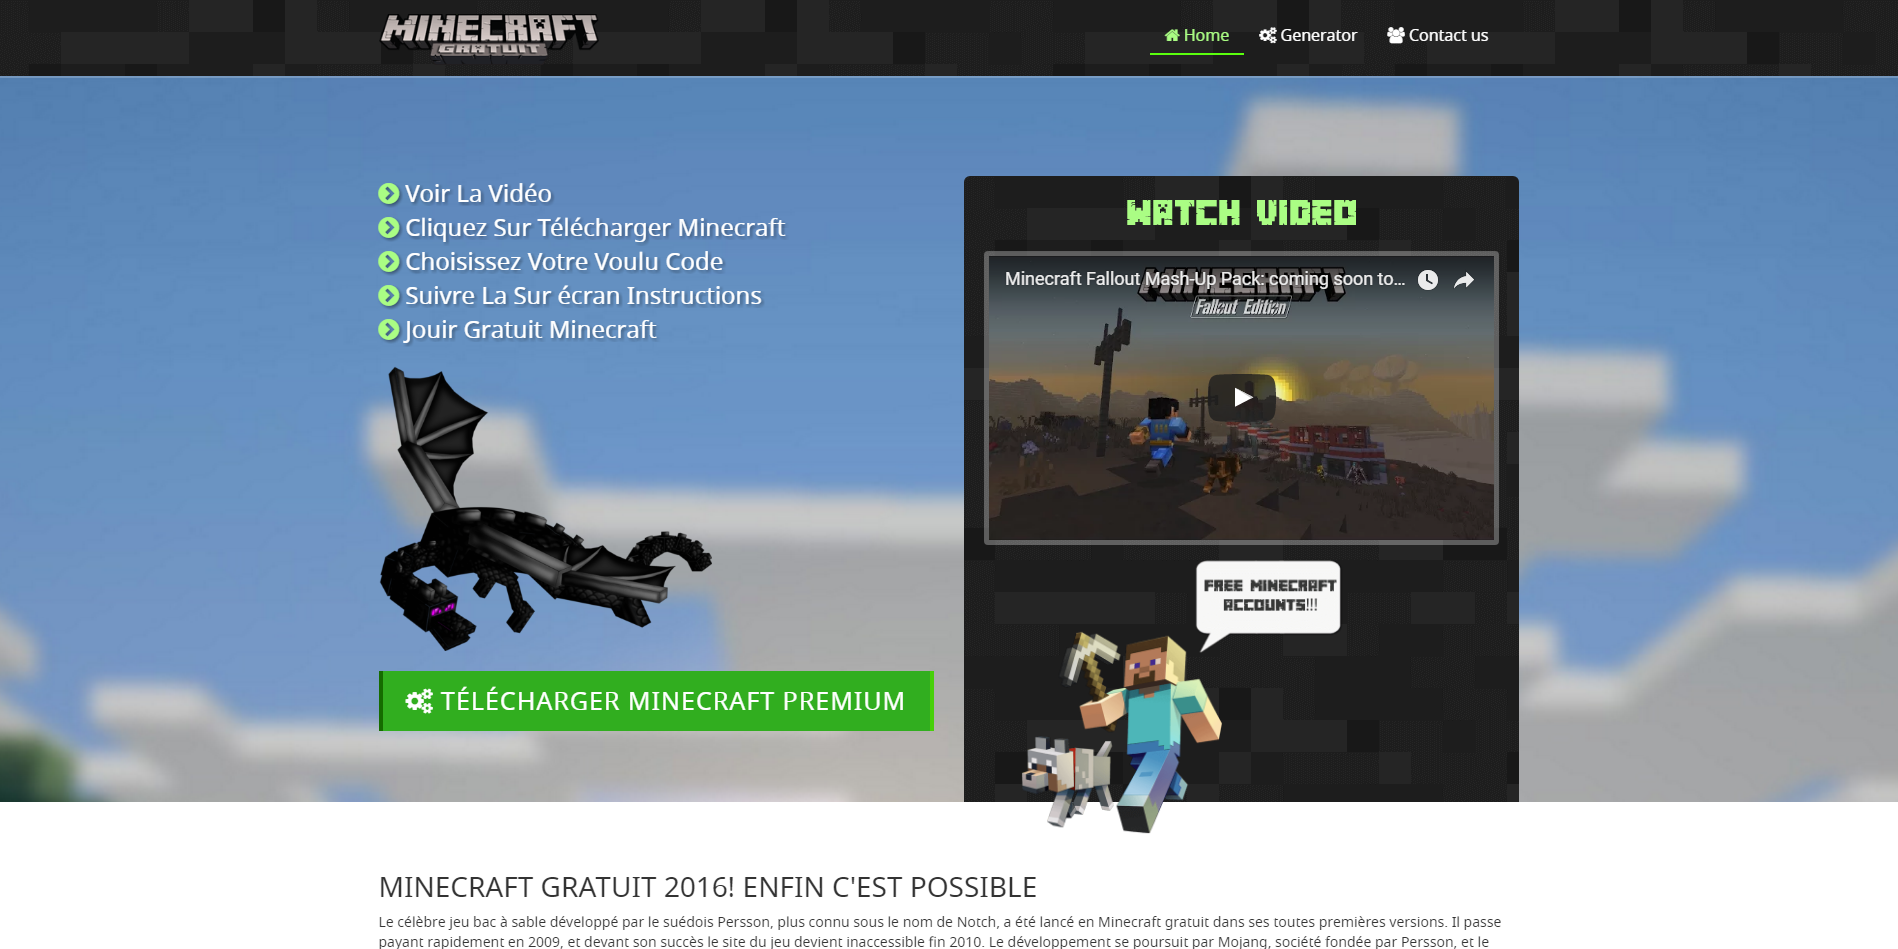 MINECRAFT
GRATUIT
Home
Generator
Contact us
Voir La Vidéo
Cliquez Sur Télécharger Minecraft
Choisissez Votre Voulu Code
Suivre La Sur écran Instructions
Jouir Gratuit Minecraft
TÉLÉCHARGER MINECRAFT PREMIUM
WATCH VIDEO
Minecraft Fallout Mash-Up Pack: coming soon to...
MINECRAFT
Fallout Edition
FREE MINECRAFT
ACCOUNTS!!!
MINECRAFT GRATUIT 2016! ENFIN C'EST POSSIBLE
Le célèbre jeu bac à sable développé par le suédois Persson, plus connu sous le nom de Notch, a été lancé en Minecraft gratuit dans ses toutes premières versions. Il passe
payant rapidement en 2009, et devant son succès le site du jeu devient inaccessible fin 2010. Le développement se poursuit par Mojang, société fondée par Persson, et le